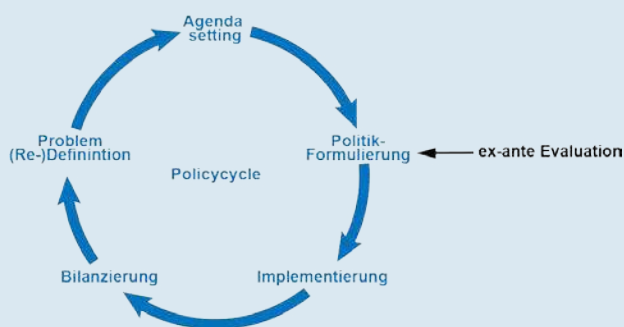 Agenda
setting
Problem
(Re-)Definintion
Politik-
Formulierung
ex-ante Evaluation
Policycycle
Bilanzierung
Implementierung